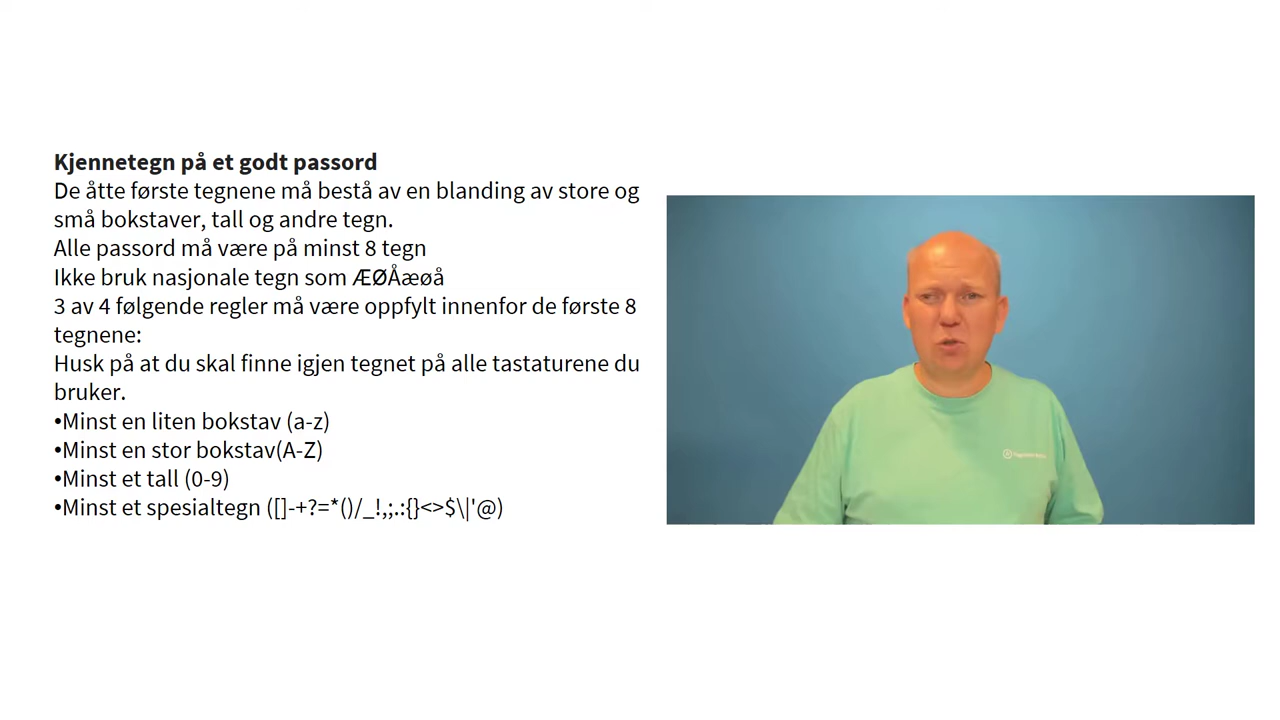 Kjennetegn på et godt passord
De åtte første tegnene må bestå av en blanding av store og
små bokstaver, tall og andre tegn.
Alle passord må være på minst 8 tegn
Ikke bruk nasjonale tegn som ÆØÅæøå
3 av 4 følgende regler må være oppfylt innenfor de første 8
tegnene:
Husk på at du skal finne igjen tegnet på alle tastaturene du
bruker.
•Minst en liten bokstav (a-z)
•Minst en stor bokstav(A-Z)
•Minst et tall (0-9)
•Minst et spesialtegn ([]-+?=*()/_!,;.:{}<>$\|'@)